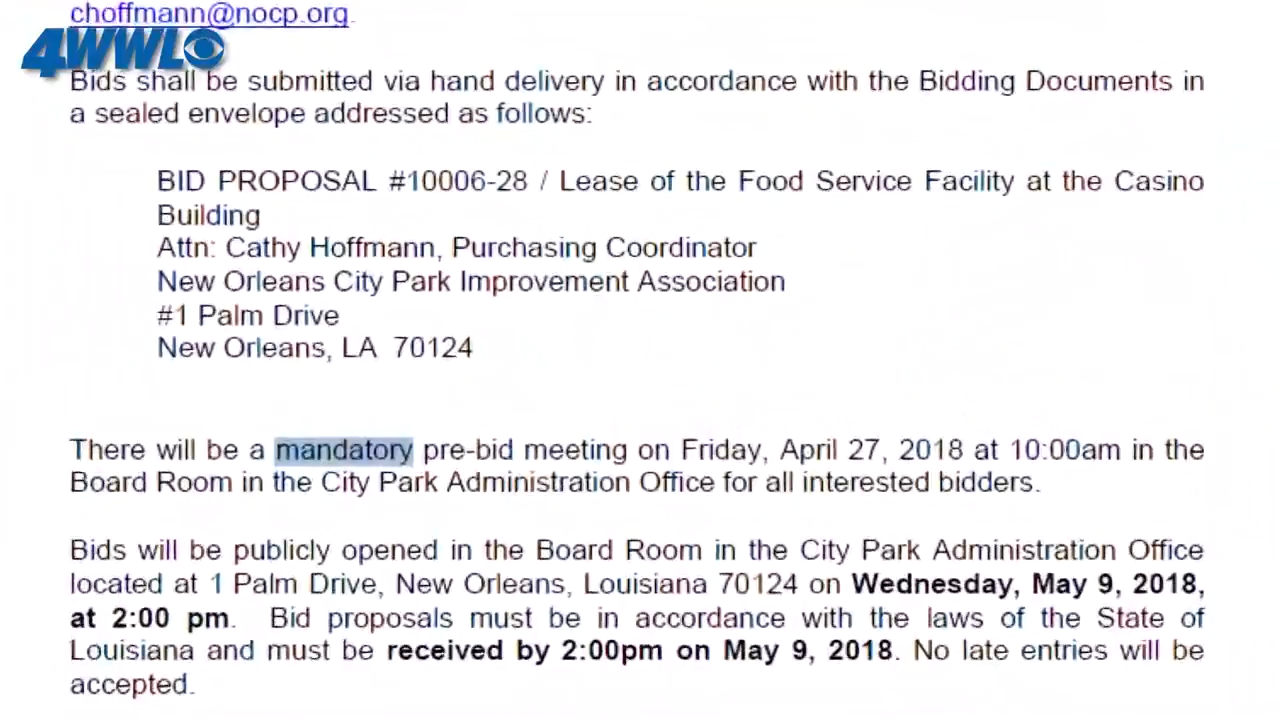 choffmann@nocp.org.
4WWL
Bids shall be submitted via hand delivery in accordance with the Bidding Documents in
a sealed envelope addressed as follows:
BID PROPOSAL #10006-28 / Lease of the Food Service Facility at the Casino
Building
Attn: Cathy Hoffmann, Purchasing Coordinator
New Orleans City Park Improvement Association
#1 Palm Drive
New Orleans, LA 70124
There will be a mandatory pre-bid meeting on Friday, April 27, 2018 at 10:00am in the
Board Room in the City Park Administration Office for all interested bidders.
Bids will be publicly opened in the Board Room in the City Park Administration Office
located at 1 Palm Drive, New Orleans, Louisiana 70124 on Wednesday, May 9, 2018,
at 2:00 pm. Bid proposals must be in accordance with the laws of the State of
Louisiana and must be received by 2:00pm on May 9, 2018. No late entries will be
accepted.